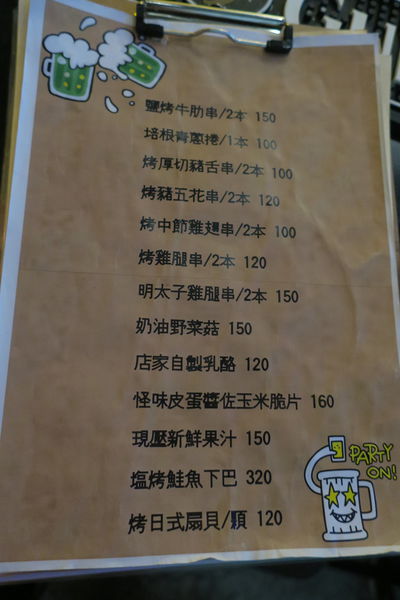 鹽烤牛肋串/2本 150
培根青蔥捲/1本 100
烤厚切豬舌串/2本 100
烤豬五花串/2本 120
烤中節雞翅串/2本 100
烤雞腿串/2本 120
明太子雞腿串/2本 150
奶油野菜菇 150
店家自製乳酪 120
怪味皮蛋醬佐玉米脆片 160
現壓新鮮果汁 150
塩烤鮭魚下巴 320
烤日式扇貝/顆 120
PARTY
ON!